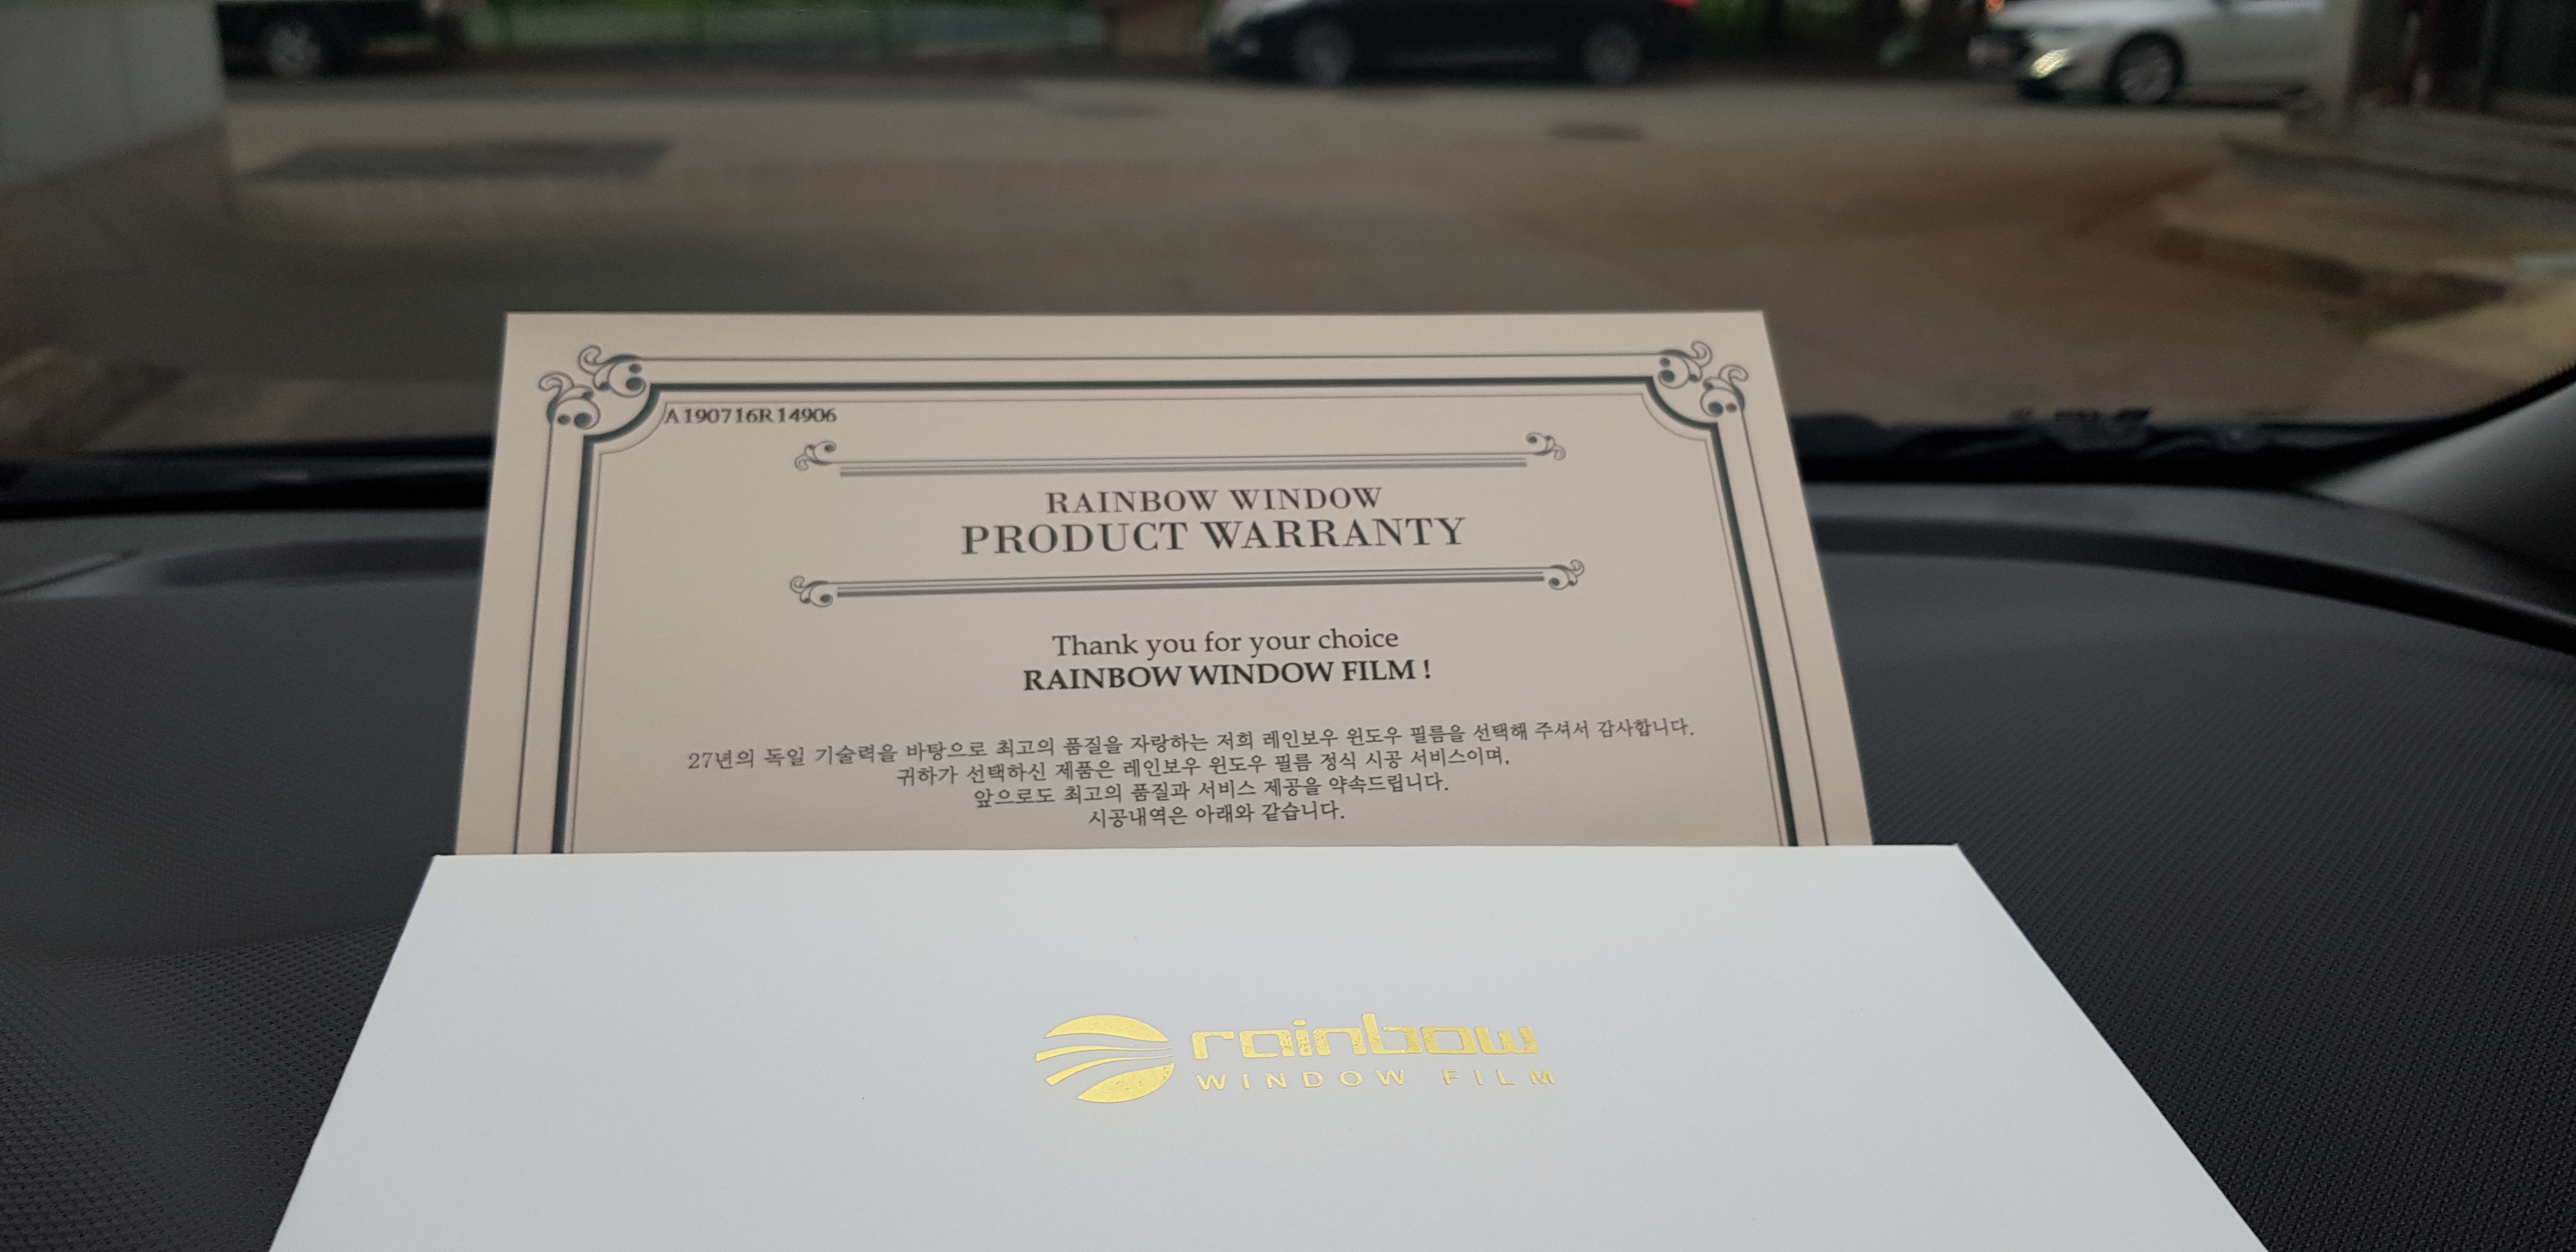 A190716R14906
RAINBOW WINDOW
PRODUCT WARRANTY
Thank you for your choice
RAINBOW WINDOW FILM !
27년의 독일 기술력을 바탕으로 최고의 품질을 자랑하는 저희 레인보우 윈도우 필름을 선택해 주셔서 감사합니다.
귀하가 선택하신 제품은 레인보우 윈도우 필름 정식 시공 서비스이며,
앞으로도 최고의 품질과 서비스 제공을 약속드립니다.
시공내역은 아래와 같습니다.
rainbow
WINDOW FILM